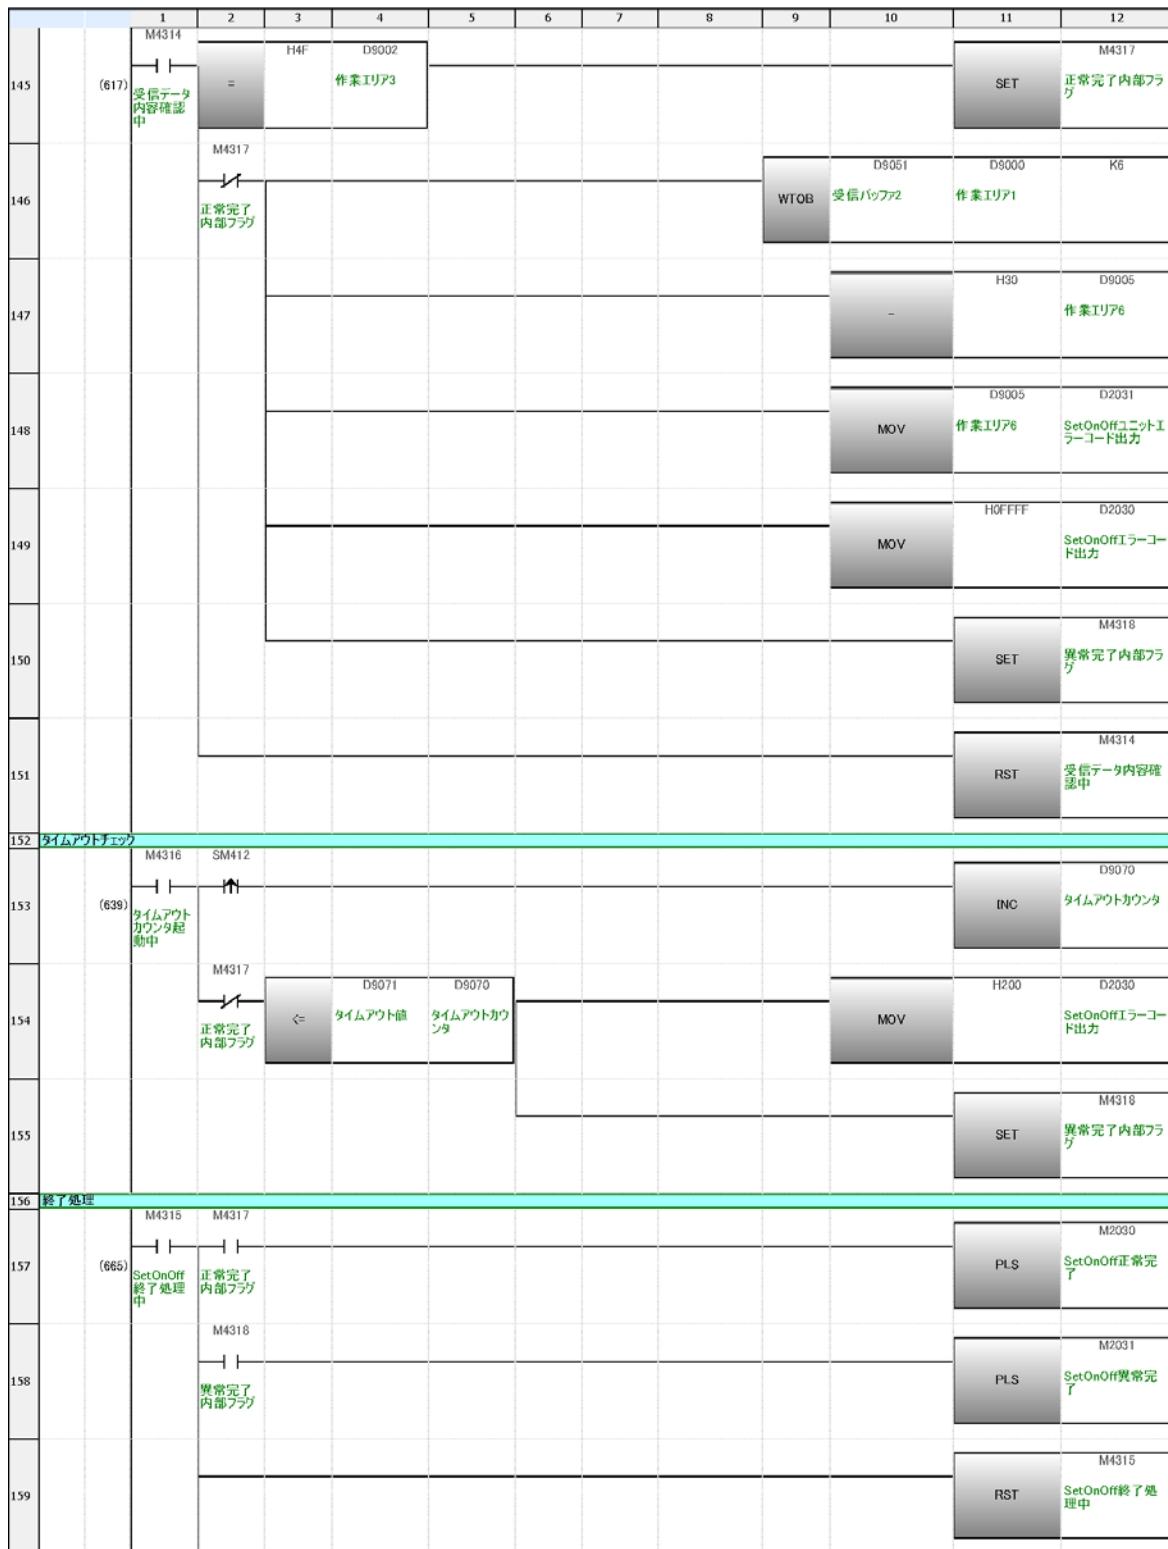 1 2 3 4 5 6 7 8 9 10 11 12
M4314
H4F D9002 M4317
145 (617) = 作業エリア3 SET 正常完了内部フラ
グ
受信データ
内容確認
中
M4317
D9051 D9000 K6
146 WTOB 受信バッファ2 作業エリア1
正常完了
内部フラグ
H30 D9005
147 - 作業エリア6
D9005 D2031
148 MOV 作業エリア6 SetOnOffユニットエ
ラーコード出力
H0FFFF D2030
149 MOV SetOnOffエラーコー
ド出力
M4318
150 SET 異常完了内部フラ
グ
M4314
151 RST 受信データ内容確
認中
152 タイムアウトチェック
M4316 SM412
D9070
153 (639) INC タイムアウトカウンタ
タイムアウト
カウンタ起
動中
M4317
D9071 D9070 H200 D2030
154 <= タイムアウト値 タイムアウトカウ
ンタ MOV SetOnOffエラーコー
ド出力
正常完了
内部フラグ
M4318
155 SET 異常完了内部フラ
グ
156 終了処理
M4315 M4317
M2030
157 (665) PLS SetOnOff正常完
了
SetOnOff
終了処理
中
正常完了
内部フラグ
M4318
M2031
158 PLS SetOnOff異常完
了
異常完了
内部フラグ
M4315
159 RST SetOnOff終了処
理中